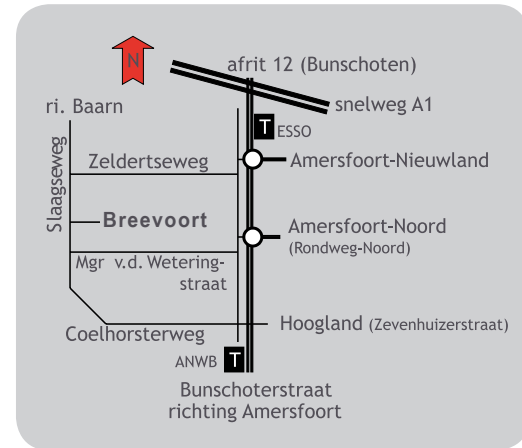 N
afrit 12 (Bunschoten)
snelweg A1
ri. Baarn
T ESSO
Slaagseweg
Zeldertseweg
Amersfoort-Nieuwland
Breevoort
Amersfoort-Noord
(Rondweg-Noord)
Mgr v.d. Wetering-
straat
Hoogland (Zevenhuizerstraat)
Coelhorsterweg
ANWB T
Bunschoterstraat
richting Amersfoort